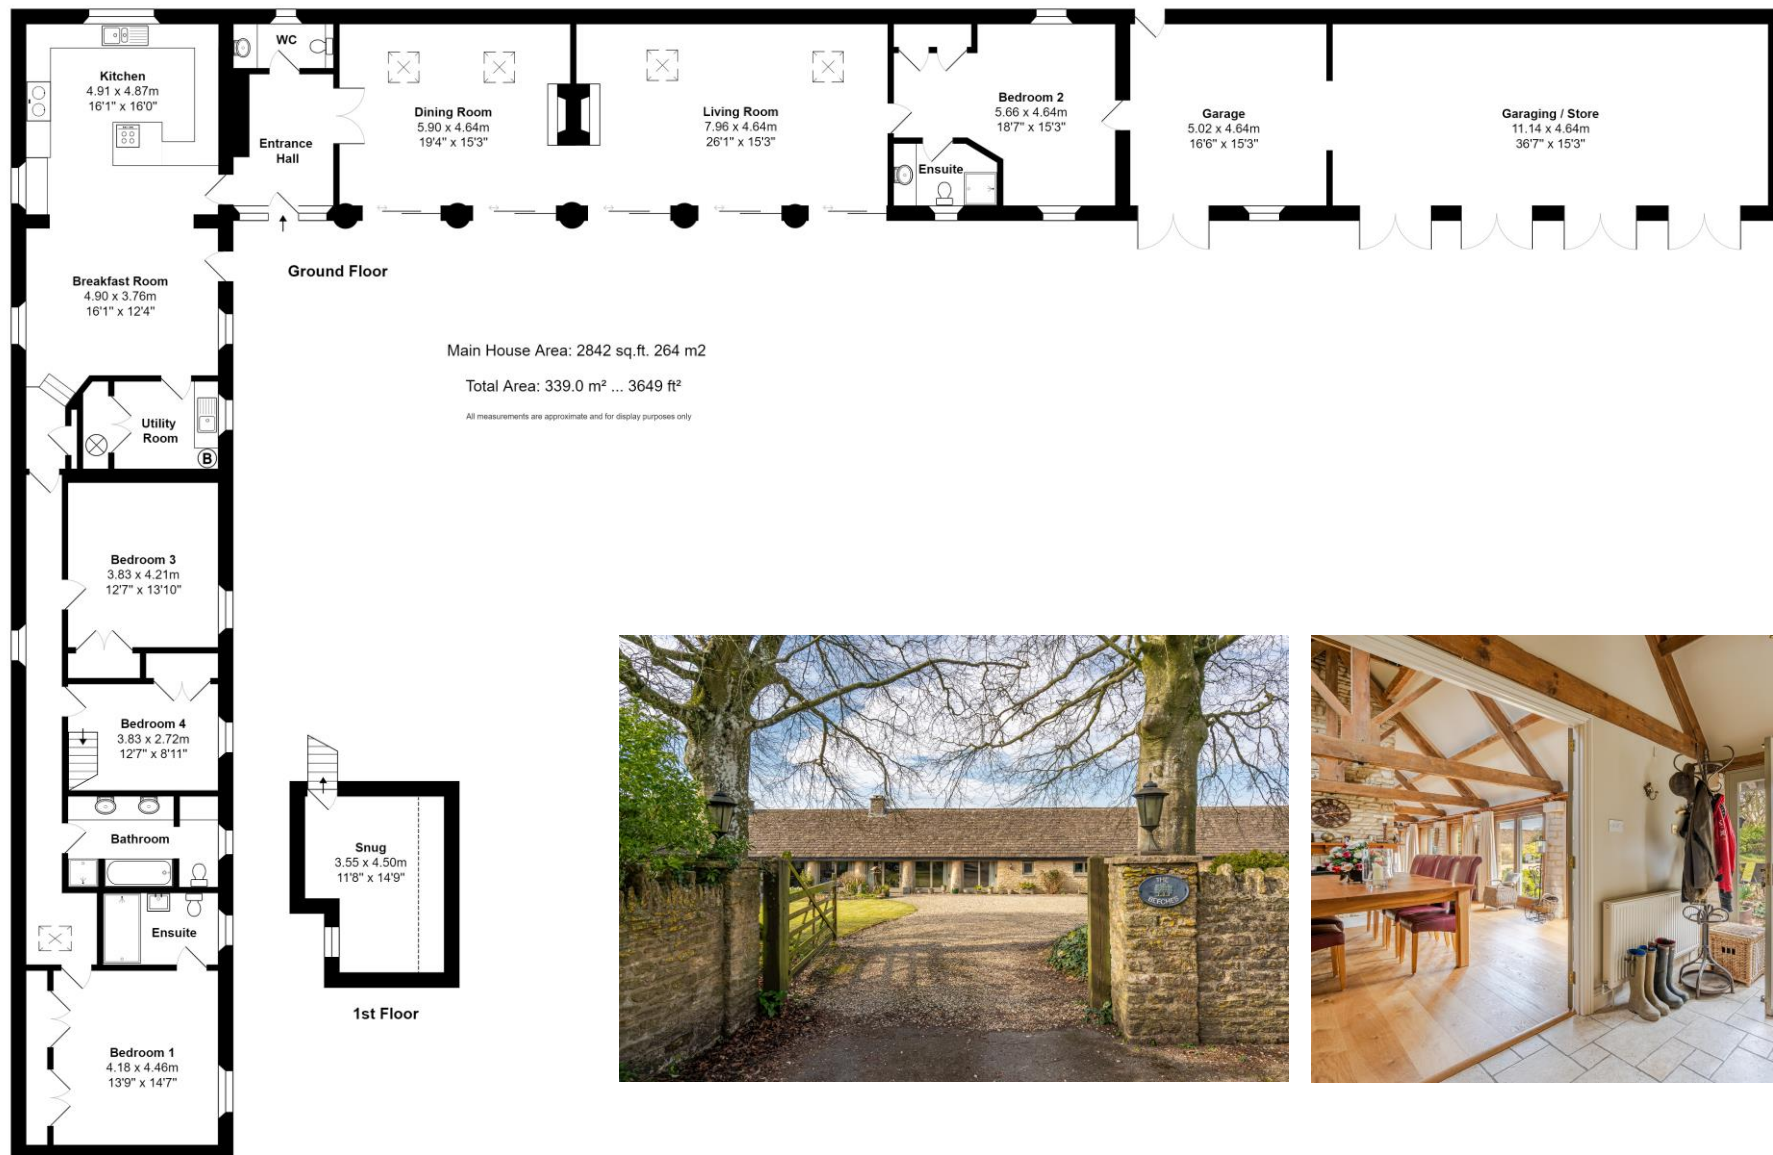 Kitchen
4.91 x 4.87m
16'1" x 16'0"
WC
Entrance
Hall
Dining Room
5.90 x 4.64m
19'4" x 15'3"
Living Room
7.96 x 4.64m
26'1" x 15'3"
Bedroom 2
5.66 x 4.64m
18'7" x 15'3"
Ensuite
Garage
5.02 x 4.64m
16'6" x 15'3"
Garaging / Store
11.14 x 4.64m
36'7" x 15'3"
Ground Floor
Breakfast Room
4.90 x 3.76m
16'1" x 12'4"
Main House Area: 2842 sq.ft. 264 m2
Total Area: 339.0 m² ... 3649 ft²
All measurements are approximate and for display purposes only
Utility
Room
B
Bedroom 3
3.83 x 4.21m
12'7" x 13'10"
Bedroom 4
3.83 x 2.72m
12'7" x 8'11"
Bathroom
Ensuite
Bedroom 1
4.18 x 4.46m
13'9" x 14'7"
Snug
3.55 x 4.50m
11'8" x 14'9"
1st Floor
BEECHES